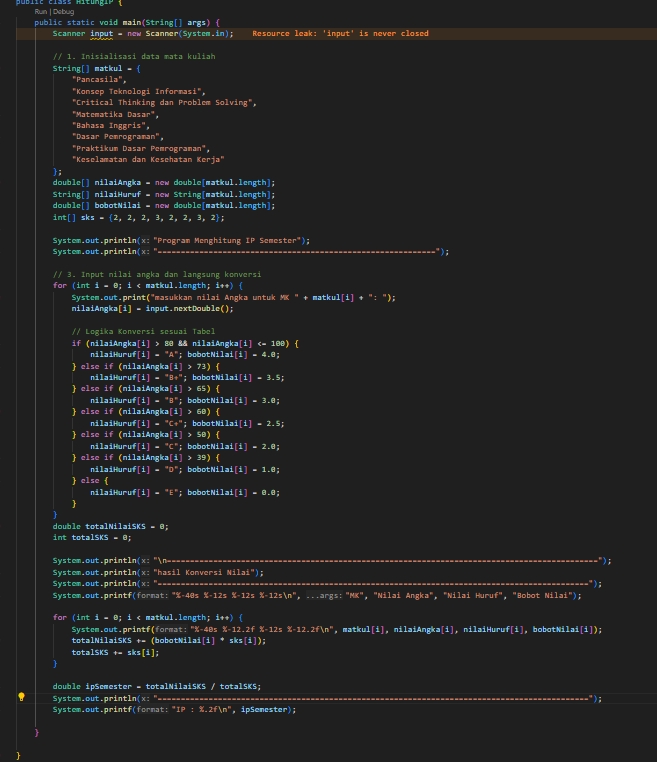 public class HitungIP {
Run | Debug
public static void main(String[] args) {
Scanner input = new Scanner(System.in); Resource leak: 'input' is never closed
// 1. Inisialisasi data mata kuliah
String[] matkul = {
"Pancasila",
"Konsep Teknologi Informasi",
"Critical Thinking dan Problem Solving",
"Matematika Dasar",
"Bahasa Inggris",
"Dasar Pemrograman",
"Praktikum Dasar Pemrograman",
"Keselamatan dan Kesehatan Kerja"
};
double[] nilaiAngka = new double[matkul.length];
String[] nilaiHuruf = new String[matkul.length];
double[] bobotNilai = new double[matkul.length];
int[] sks = {2, 2, 2, 3, 2, 2, 3, 2};
System.out.println(x: "Program Menghitung IP Semester");
System.out.println(x: "============================================================");
// 3. Input nilai angka dan langsung konversi
for (int i = 0; i < matkul.length; i++) {
System.out.print("masukkan nilai Angka untuk MK " + matkul[i] + ": ");
nilaiAngka[i] = input.nextDouble();
// Logika Konversi sesuai Tabel
if (nilaiAngka[i] > 80 && nilaiAngka[i] <= 100) {
nilaiHuruf[i] = "A"; bobotNilai[i] = 4.0;
} else if (nilaiAngka[i] > 73) {
nilaiHuruf[i] = "B+"; bobotNilai[i] = 3.5;
} else if (nilaiAngka[i] > 65) {
nilaiHuruf[i] = "B"; bobotNilai[i] = 3.0;
} else if (nilaiAngka[i] > 60) {
nilaiHuruf[i] = "C+"; bobotNilai[i] = 2.5;
} else if (nilaiAngka[i] > 50) {
nilaiHuruf[i] = "C"; bobotNilai[i] = 2.0;
} else if (nilaiAngka[i] > 39) {
nilaiHuruf[i] = "D"; bobotNilai[i] = 1.0;
} else {
nilaiHuruf[i] = "E"; bobotNilai[i] = 0.0;
}
}
double totalNilaiSKS = 0;
int totalSKS = 0;
System.out.println(x: "\n==============================================================================================");
System.out.println(x: "hasil Konversi Nilai");
System.out.println(x: "==============================================================================================");
System.out.printf(format: "%-40s %-12s %-12s %-12s\n", ...args: "MK", "Nilai Angka", "Nilai Huruf", "Bobot Nilai");
for (int i = 0; i < matkul.length; i++) {
System.out.printf(format: "%-40s %-12.2f %-12s %-12.2f\n", matkul[i], nilaiAngka[i], nilaiHuruf[i], bobotNilai[i]);
totalNilaiSKS += (bobotNilai[i] * sks[i]);
totalSKS += sks[i];
}
double ipSemester = totalNilaiSKS / totalSKS;
System.out.println(x: "==============================================================================================");
System.out.printf(format: "IP : %.2f\n", ipSemester);
}
}